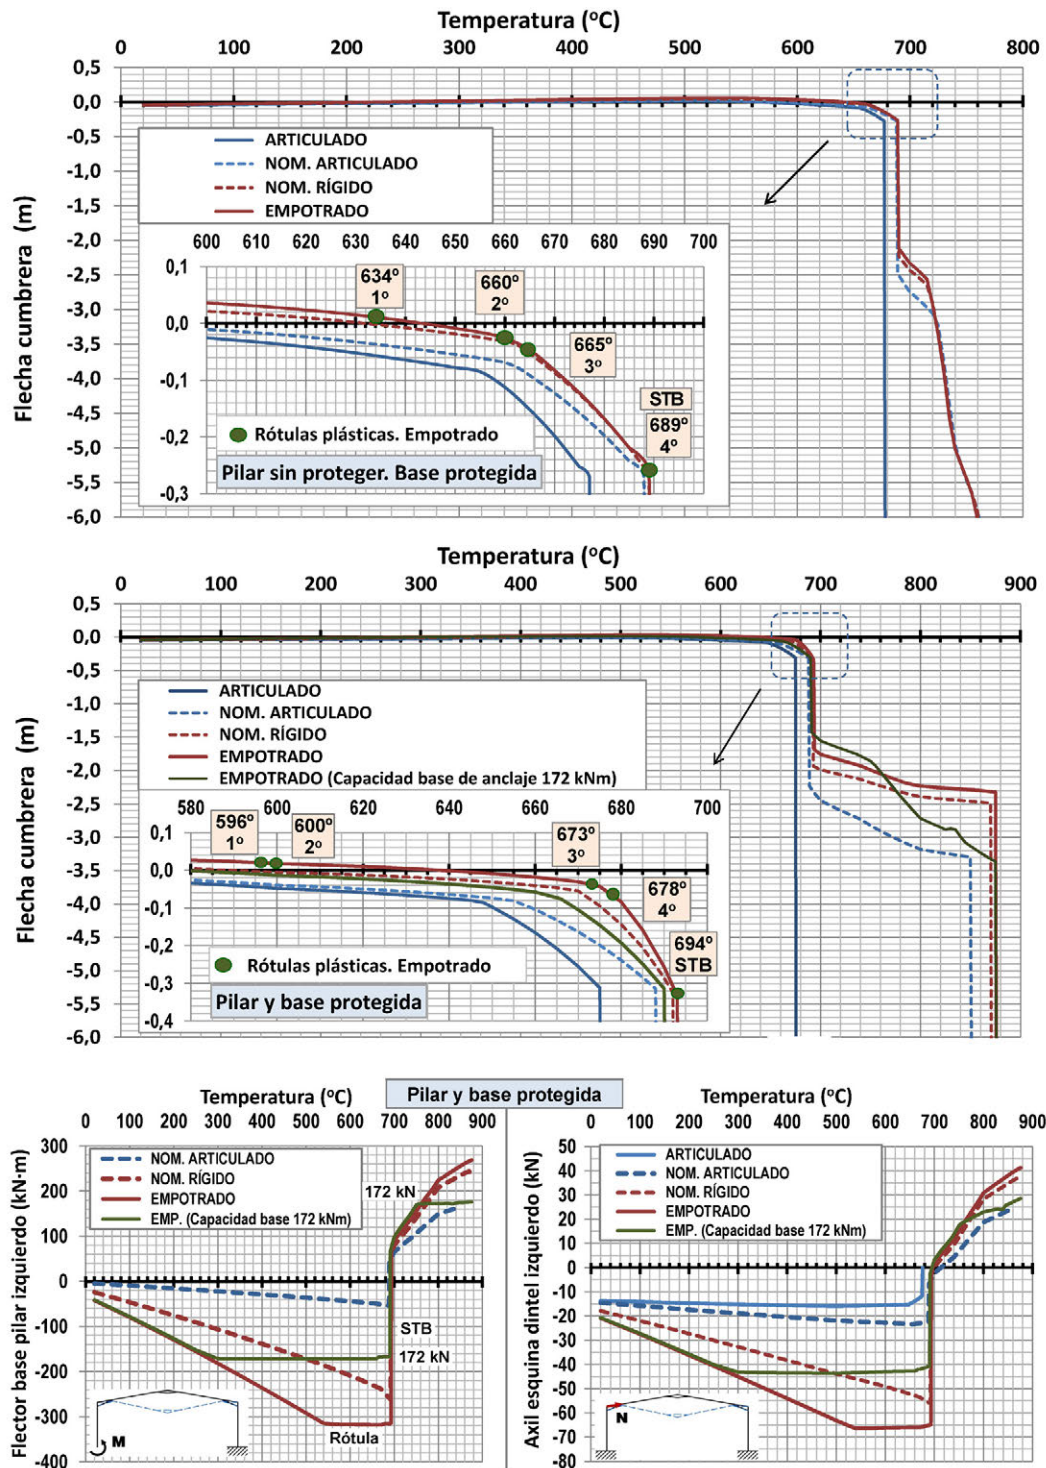 Temperatura (ºC)
0 100 200 300 400 500 600 700 800
Flecha cumbrera (m)
0,5
0,0
-0,5
-1,0
-1,5
-2,0
-2,5
-3,0
-3,5
-4,0
-4,5
-5,0
-5,5
-6,0
ARTICULADO
NOM. ARTICULADO
NOM. RÍGIDO
EMPOTRADO
600 610 620 630 640 650 660 670 680 690 700
0,1
0,0
-0,1
-0,2
-0,3
634º
1º
660º
2º
665º
3º
STB
689º
4º
Rótulas plásticas. Empotrado
Pilar sin proteger. Base protegida
Temperatura (ºC)
0 100 200 300 400 500 600 700 800 900
Flecha cumbrera (m)
0,5
0,0
-0,5
-1,0
-1,5
-2,0
-2,5
-3,0
-3,5
-4,0
-4,5
-5,0
-5,5
-6,0
ARTICULADO
NOM. ARTICULADO
NOM. RÍGIDO
EMPOTRADO
EMPOTRADO (Capacidad base de anclaje 172 kNm)
580 600 620 640 660 680 700
0,1
0,0
-0,1
-0,2
-0,3
-0,4
596º
1º
600º
2º
673º
3º
678º
4º
694º
STB
Rótulas plásticas. Empotrado
Pilar y base protegida
Pilar y base protegida
Temperatura (ºC)
0 100 200 300 400 500 600 700 800 900
Flector base pilar izquierdo (kN·m)
300
200
100
0
-100
-200
-300
-400
NOM. ARTICULADO
NOM. RÍGIDO
EMPOTRADO
EMP. (Capacidad base 172 kNm)
172 kN
STB
172 kN
Rótula
M
Temperatura (ºC)
0 100 200 300 400 500 600 700 800 900
Axil esquina dintel izquierdo (kN)
50
40
30
20
10
0
-10
-20
-30
-40
-50
-60
-70
-80
ARTICULADO
NOM. ARTICULADO
NOM. RÍGIDO
EMPOTRADO
EMP. (Capacidad base 172 kNm)
N